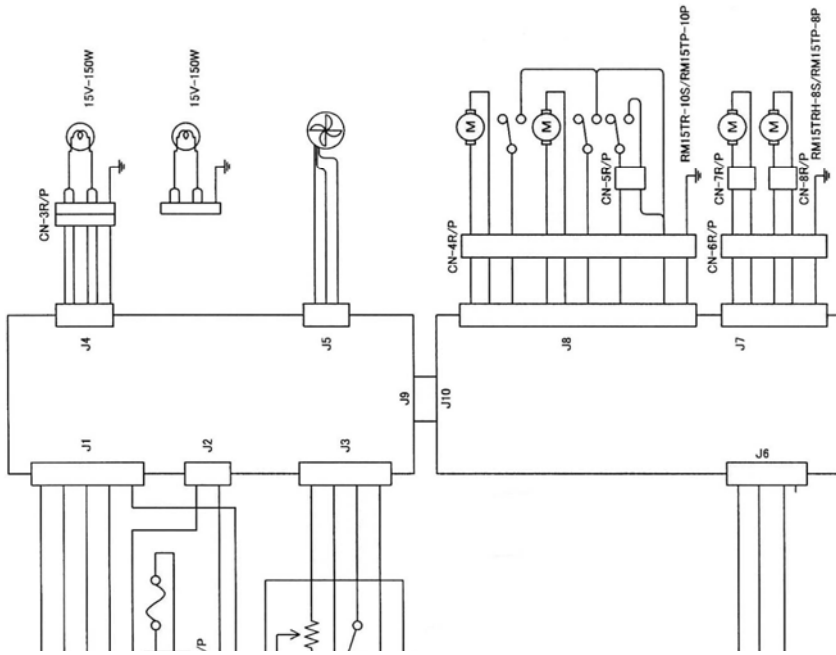 15V-150W
15V-150W
CN-3R/P
RM15TR-10S/RM15TP-10P
RM15TRH-8S/RM15TP-8P
M
M
M
M
CN-5R/P
CN-7R/P
CN-8R/P
CN-4R/P
CN-6R/P
J4
J5
J8
J7
J9
J10
J1
J2
J3
J6
/P